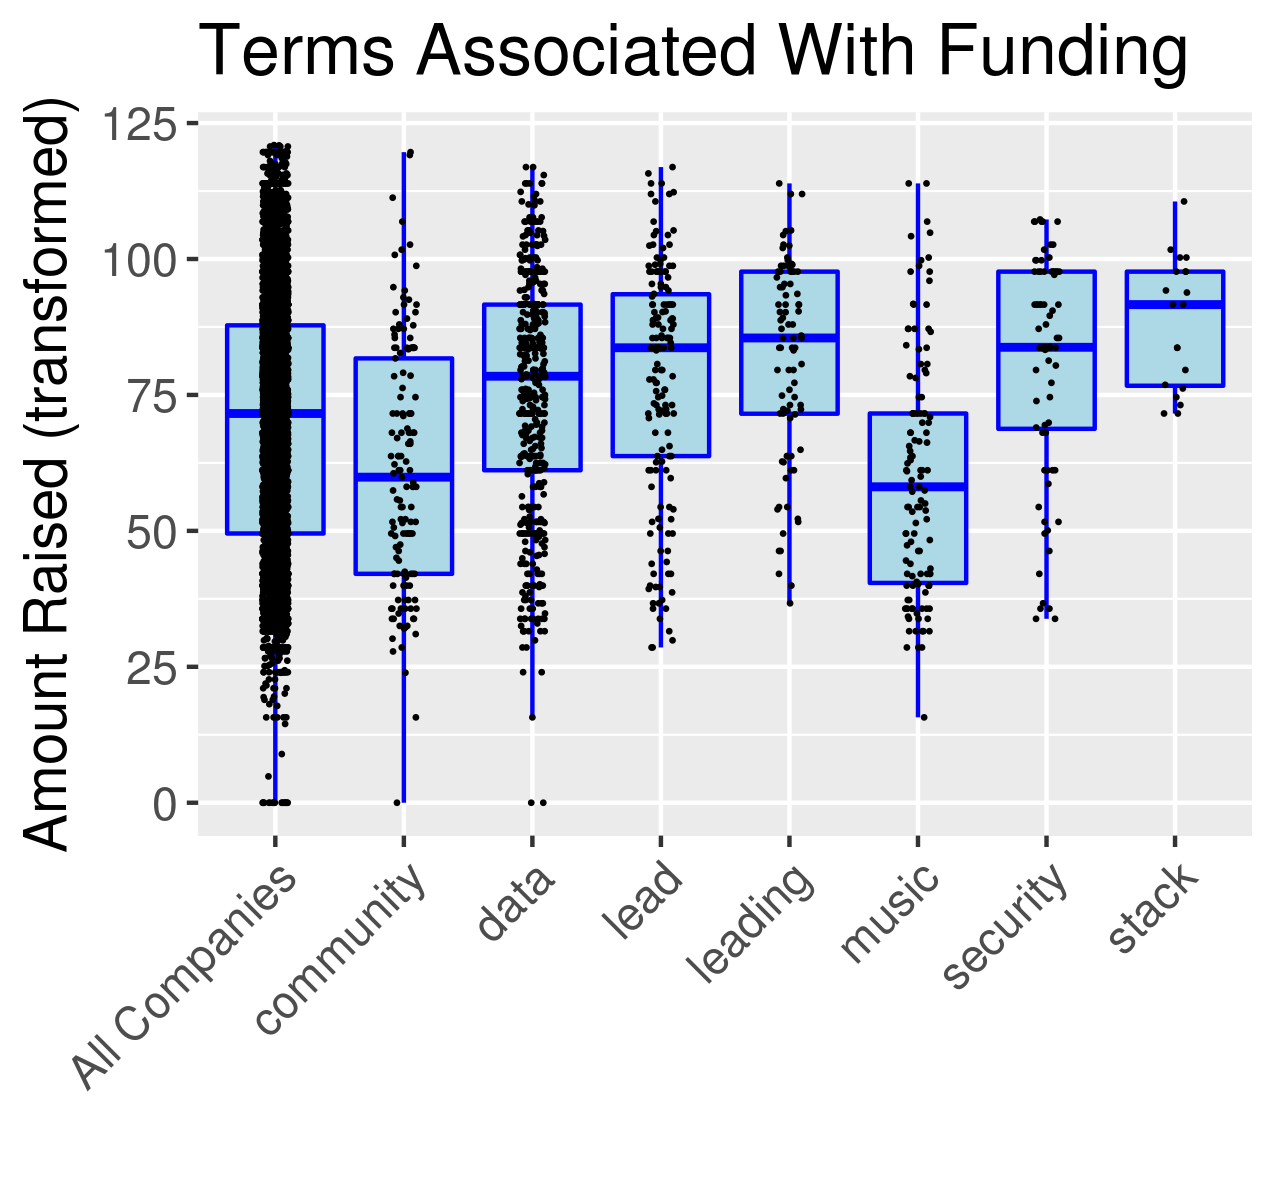 Terms Associated With Funding
Amount Raised (transformed)
125
100
75
50
25
0
All Companies
community
data
lead
leading
music
security
stack